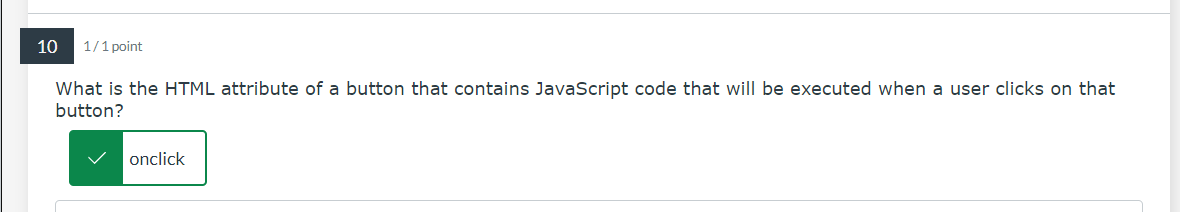 10
1 / 1 point
What is the HTML attribute of a button that contains JavaScript code that will be executed when a user clicks on that
button?
onclick